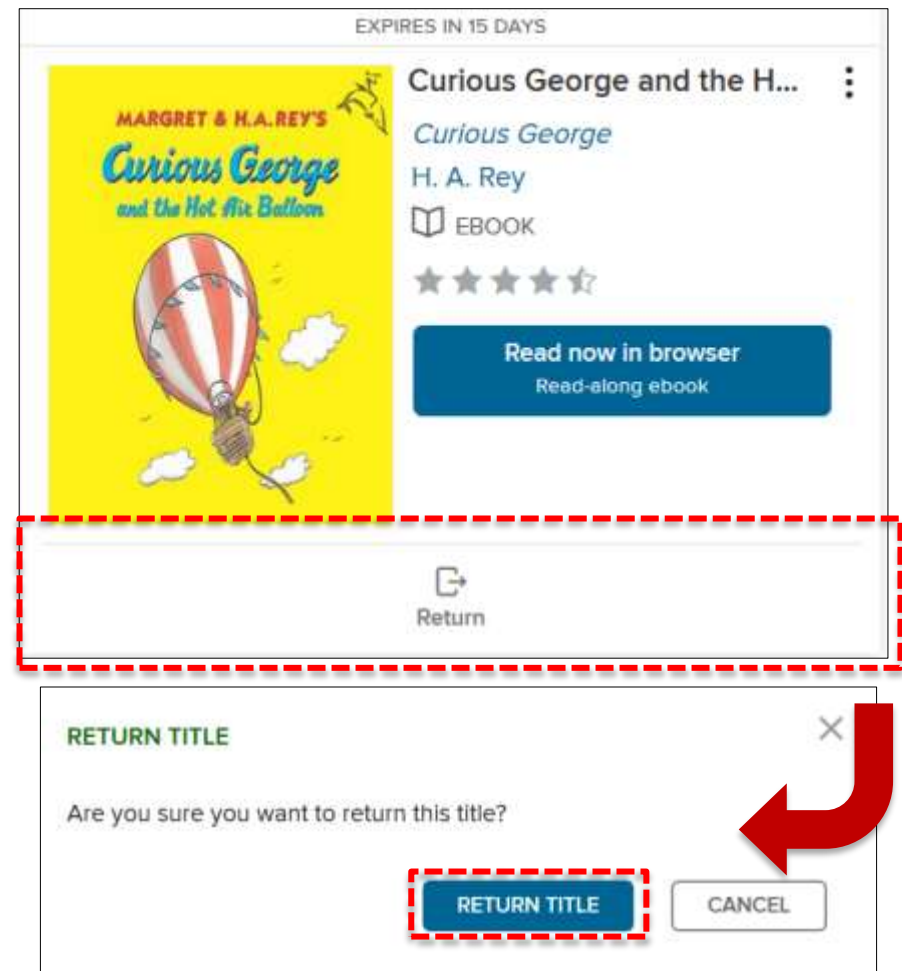 EXPIRES IN 15 DAYS
MARGRET & H.A.REY'S
Curious George
and the Hot Air Balloon
Curious George and the H...
Curious George
H. A. Rey
EBOOK
Read now in browser
Read-along ebook
Return
RETURN TITLE
Are you sure you want to return this title?
RETURN TITLE
CANCEL